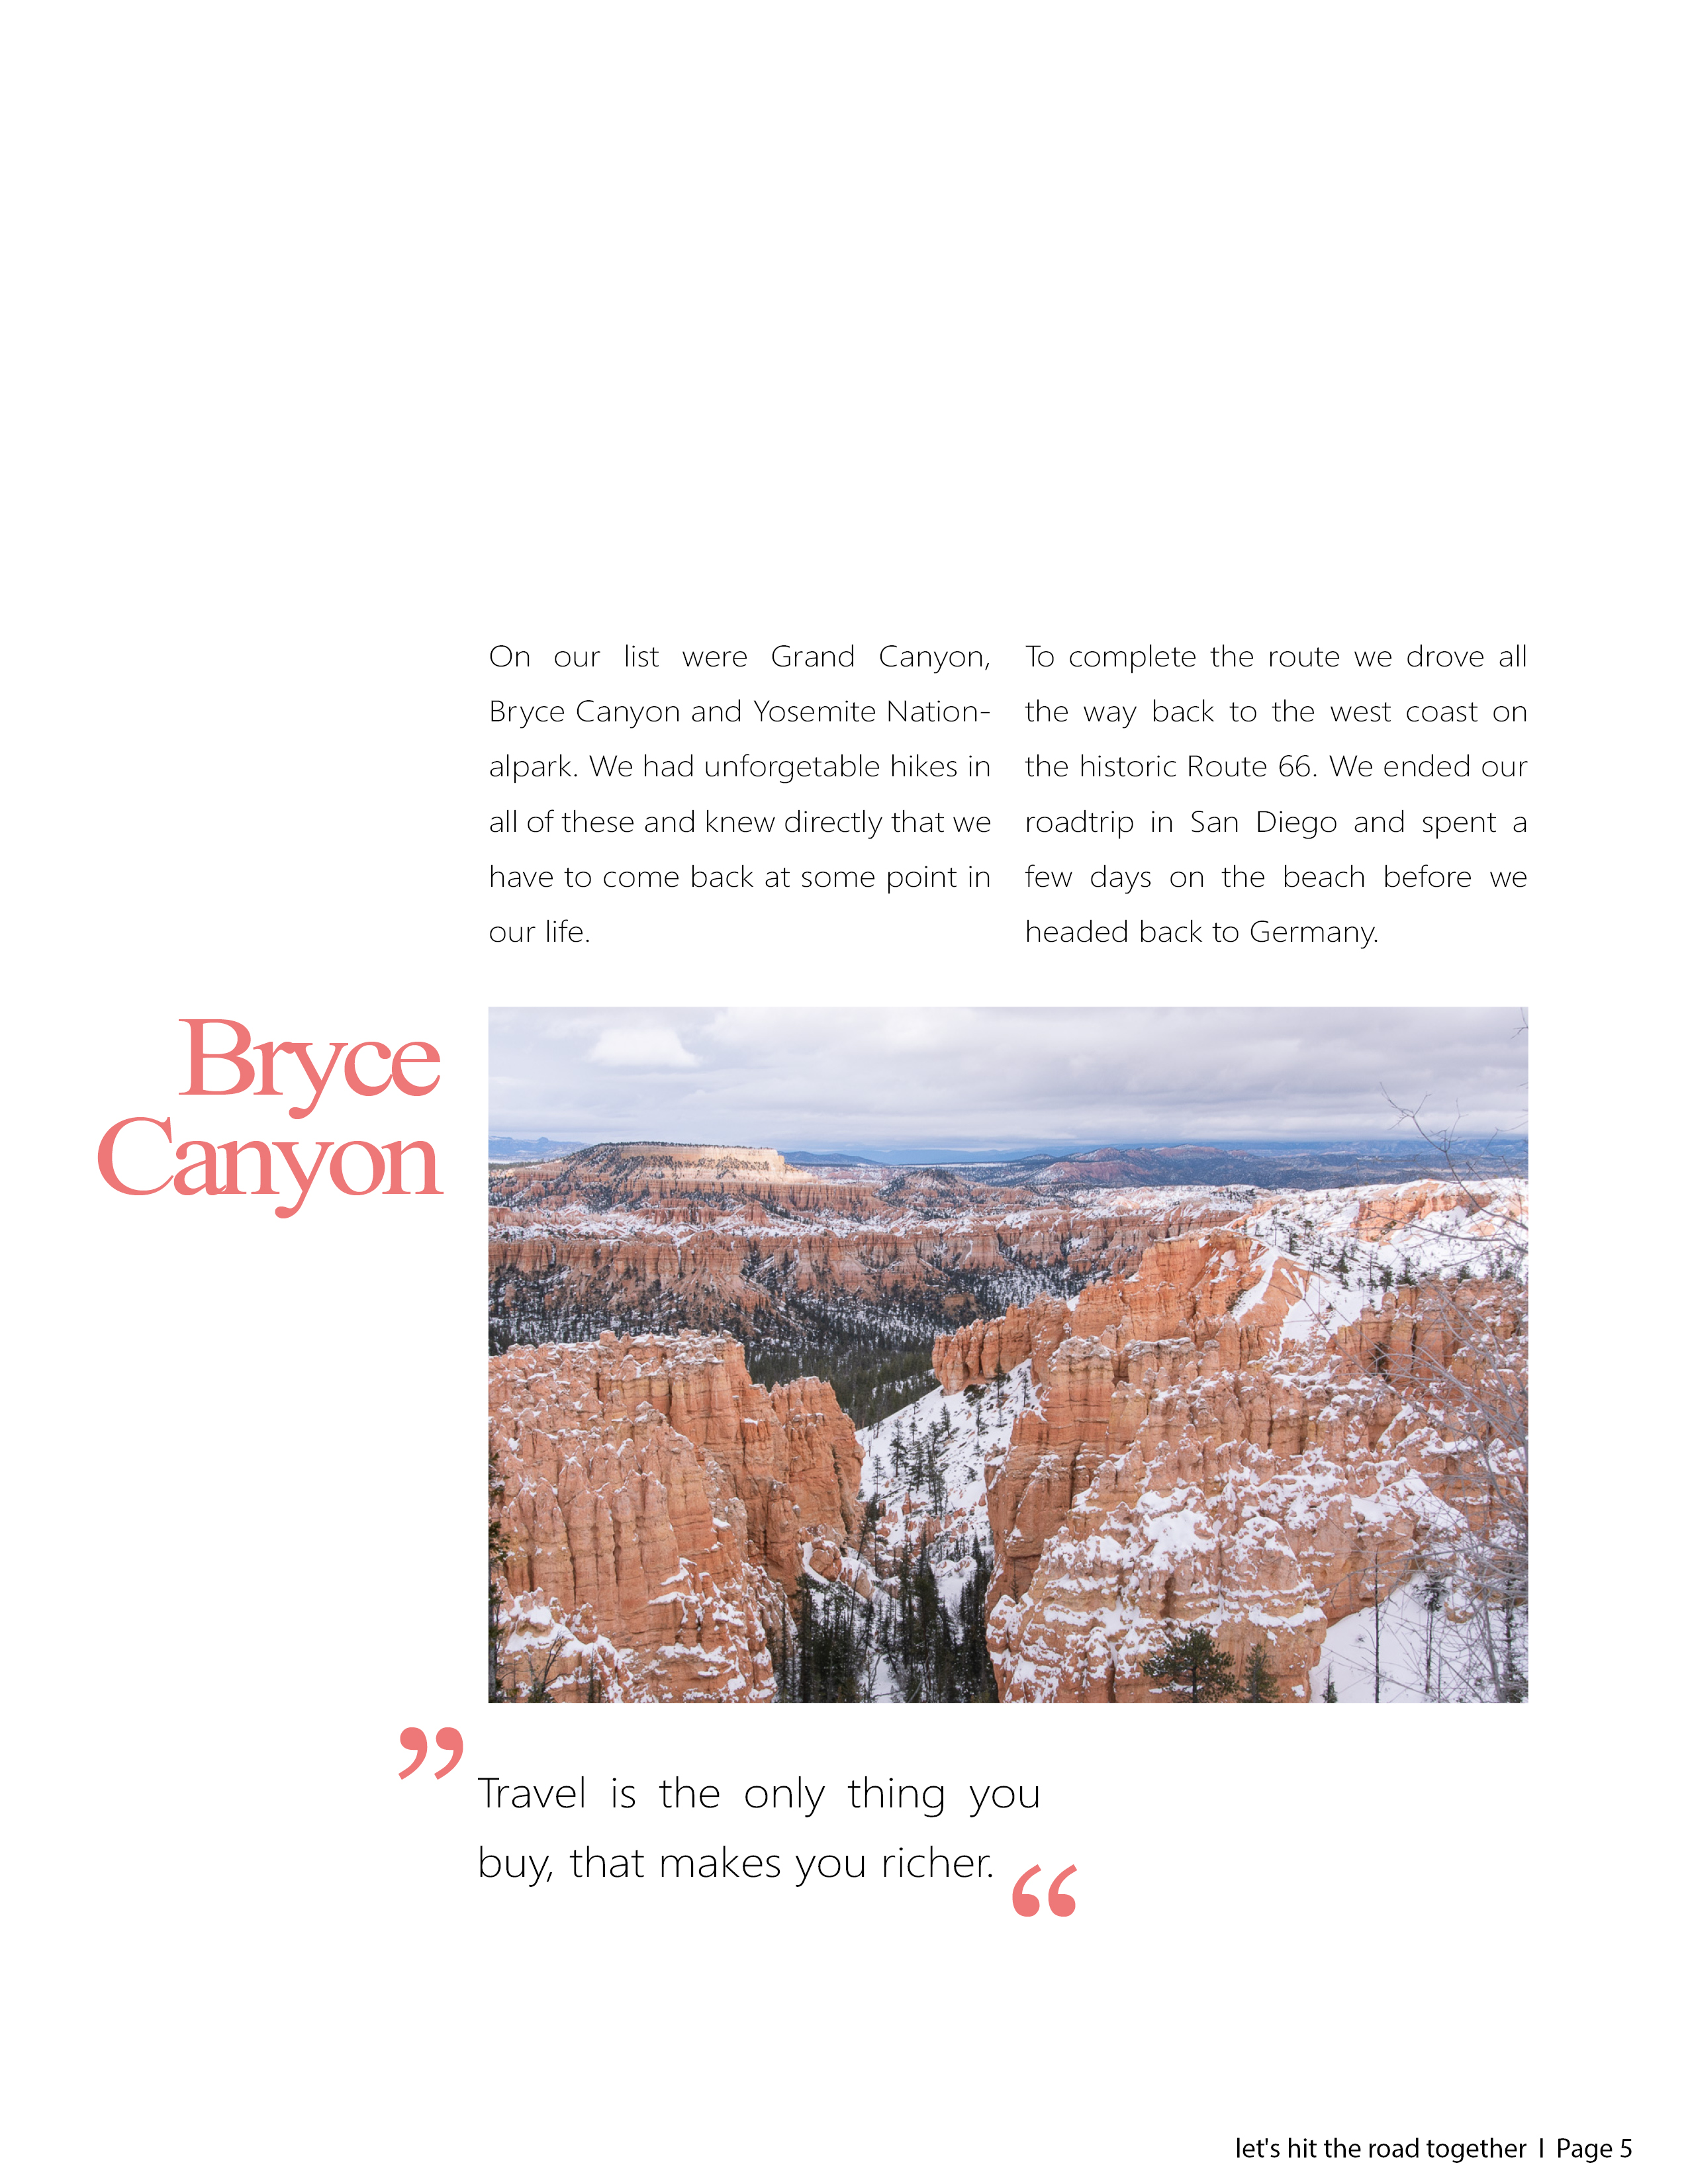 On our list were Grand Canyon,
Bryce Canyon and Yosemite Nation-
alpark. We had unforgetable hikes in
all of these and knew directly that we
have to come back at some point in
our life.
To complete the route we drove all
the way back to the west coast on
the historic Route 66. We ended our
roadtrip in San Diego and spent a
few days on the beach before we
headed back to Germany.
Bryce
Canyon
”
Travel is the only thing you
buy, that makes you richer.
“
let's hit the road together I Page 5